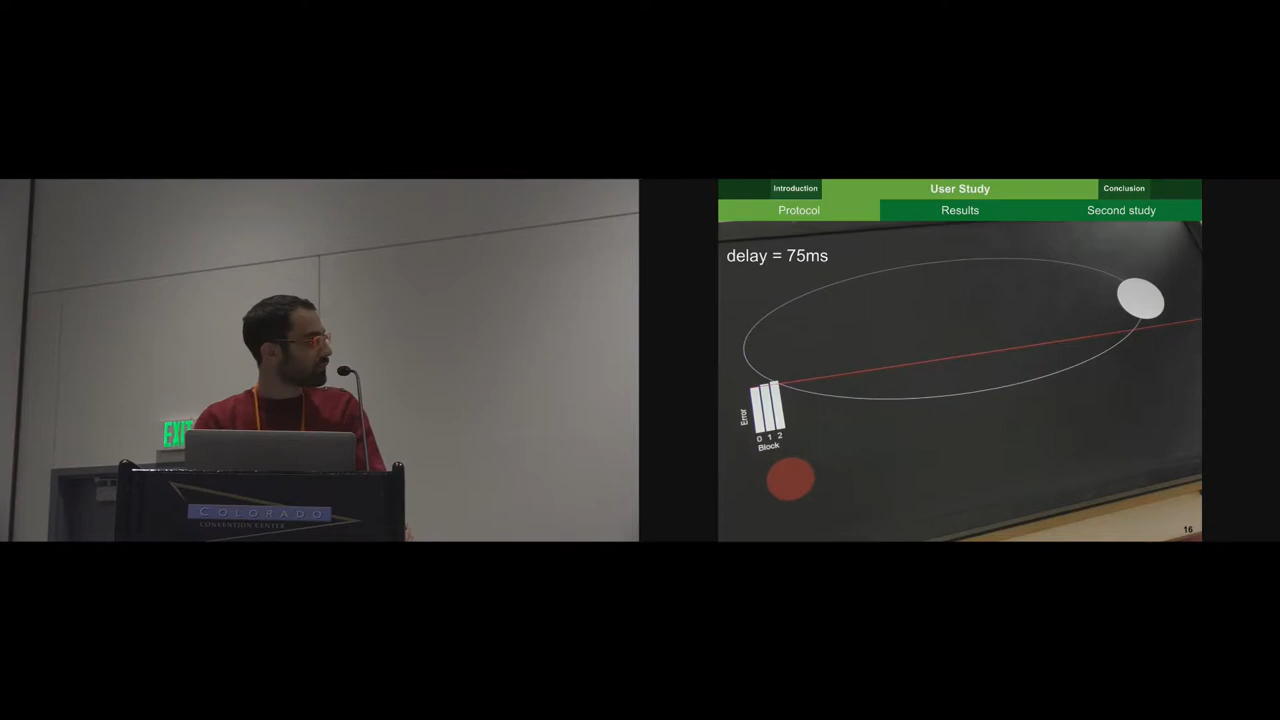 EXIT
COLORADO
CONVENTION CENTER
Introduction
User Study
Conclusion
Protocol
Results
Second study
delay = 75ms
Error
0 1 2
Block
16